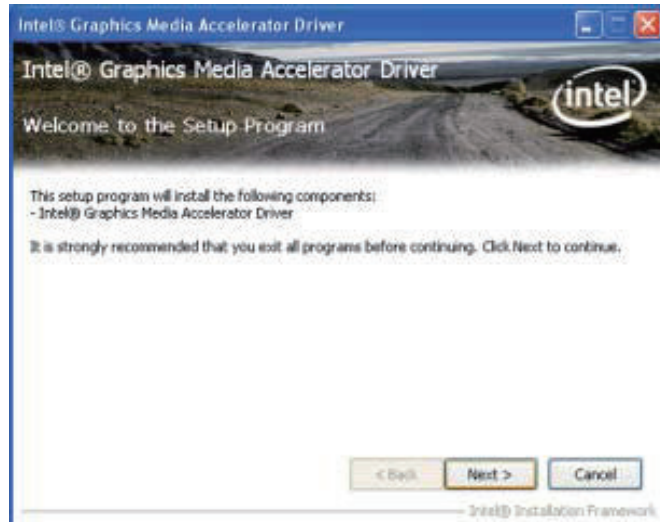 Intel® Graphics Media Accelerator Driver
Intel® Graphics Media Accelerator Driver
intel
Welcome to the Setup Program
This setup program will install the following components:
- Intel® Graphics Media Accelerator Driver
It is strongly recommended that you exit all programs before continuing. Click Next to continue.
< Back Next > Cancel
Intel® Installation Framework